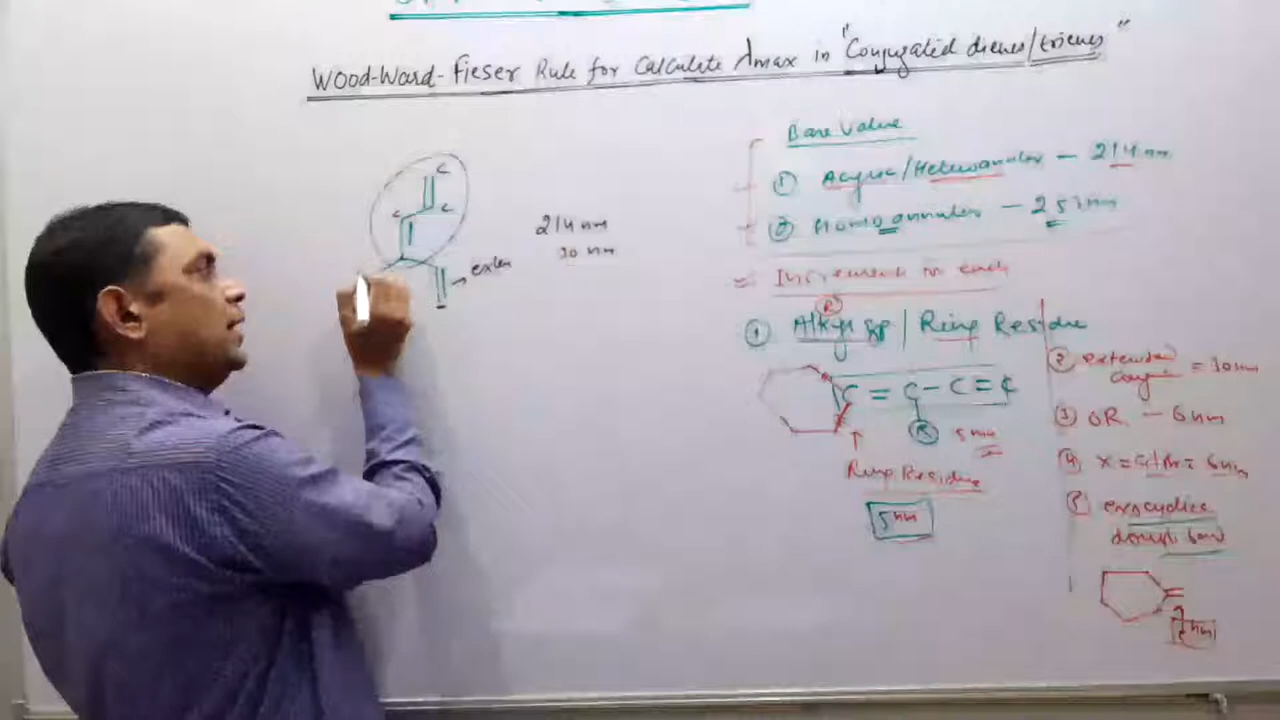 Wood-Ward-Fieser Rule for Calculate λmax in "Conjugated dienes/trienes"
C
C
C
214 nm
30 nm
exten
Base Value
① Acyclic/Heteroannular - 214 nm
② Homoannular - 253 nm
= Increment in each
R
① Alkyl gp / Ring Residue
C = C - C = C
R
5 nm
Ring Residue
5 nm
② extended
= 30 nm
③ OR - 6 nm
④ X = Cl/Br = 5 nm
⑤ exocyclic
double bond
5 nm